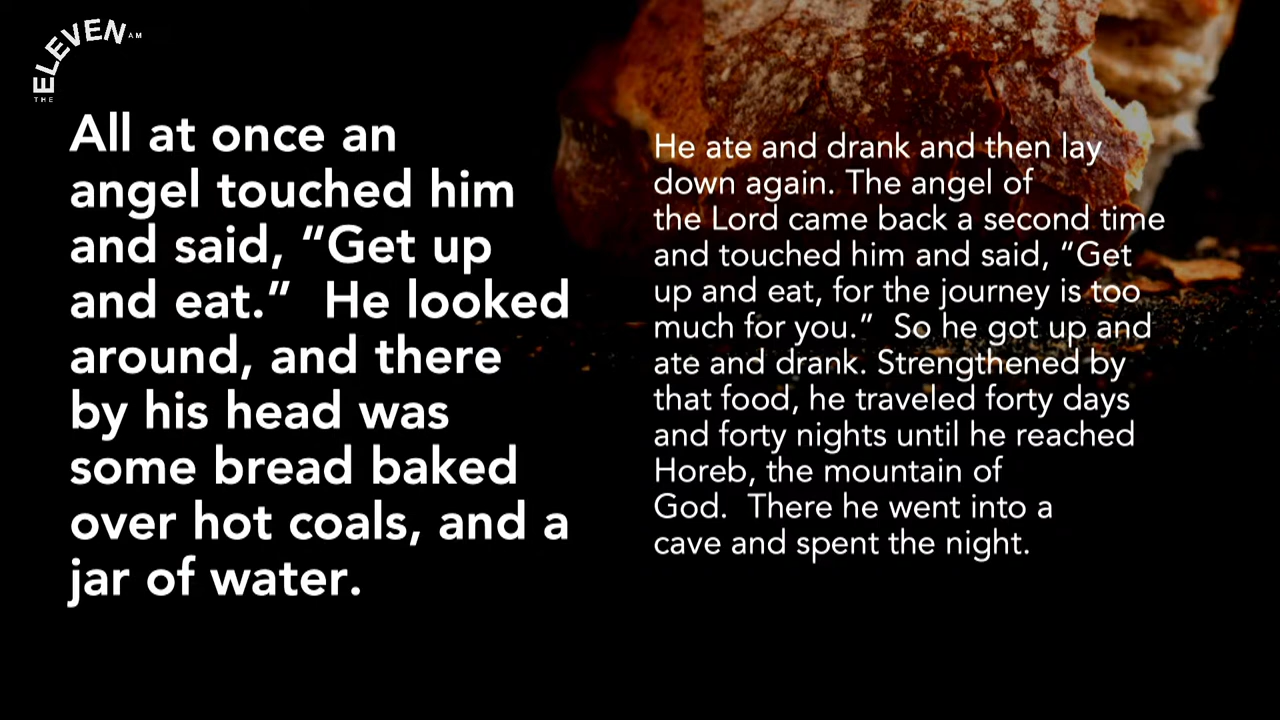 THE ELEVEN AM
All at once an
angel touched him
and said, “Get up
and eat.”  He looked
around, and there
by his head was
some bread baked
over hot coals, and a
jar of water.
He ate and drank and then lay
down again. The angel of
the Lord came back a second time
and touched him and said, “Get
up and eat, for the journey is too
much for you.”  So he got up and
ate and drank. Strengthened by
that food, he traveled forty days
and forty nights until he reached
Horeb, the mountain of
God.  There he went into a
cave and spent the night.